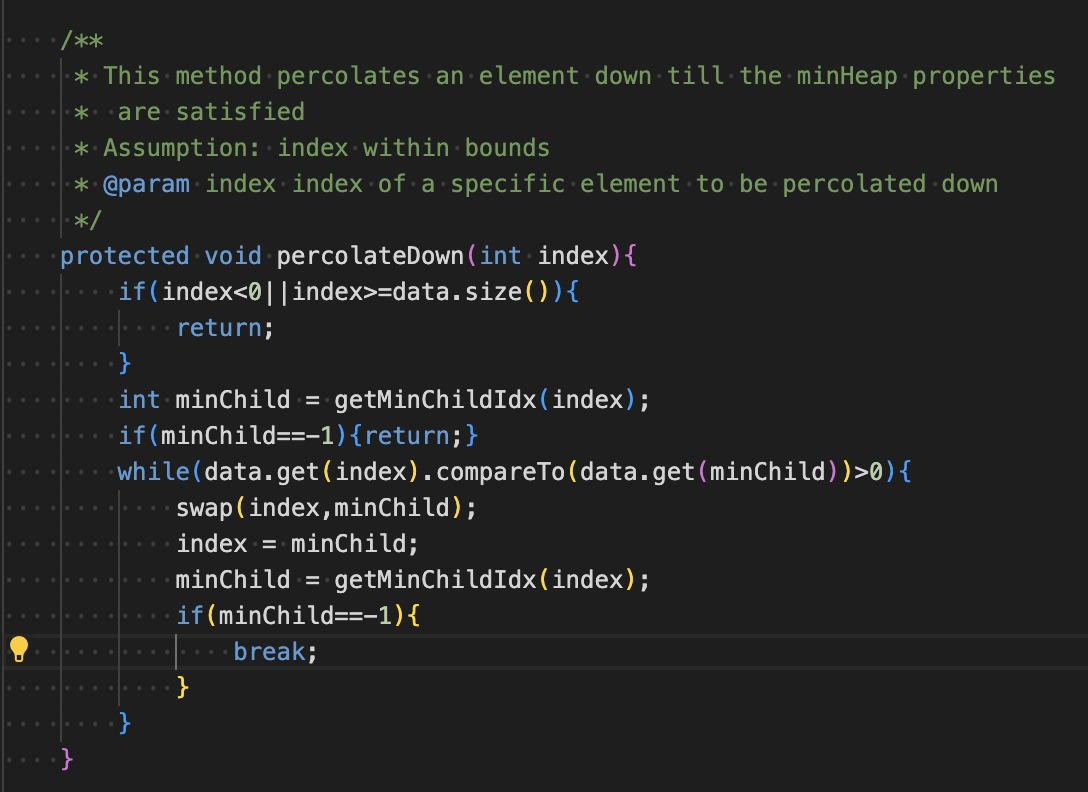 /**
 * This method percolates an element down till the minHeap properties
 *  are satisfied
 * Assumption: index within bounds
 * @param index index of a specific element to be percolated down
 */
protected void percolateDown(int index){
    if(index<0||index>=data.size()){
        return;
    }
    int minChild = getMinChildIdx(index);
    if(minChild==-1){return;}
    while(data.get(index).compareTo(data.get(minChild))>0){
        swap(index,minChild);
        index = minChild;
        minChild = getMinChildIdx(index);
        if(minChild==-1){
            break;
        }
    }
}